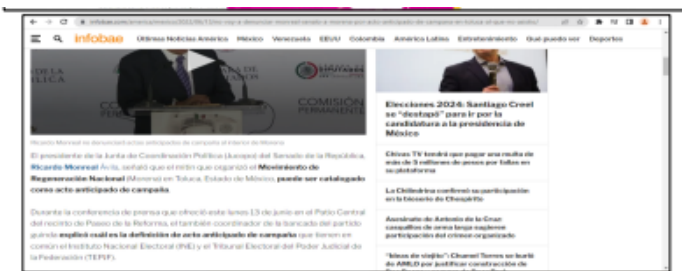 infobae
Últimas Noticias América México Venezuela EEUU Colombia América Latina Entretenimiento Qué puedo ver Deportes
COMISIÓN
PERMANENTE
Ricardo Monreal no denunciará actos anticipados de campaña al interior de Morena
El presidente de la Junta de Coordinación Política (Jucopo) del Senado de la República,
Ricardo Monreal Ávila, señaló que el mitin que organizó el Movimiento de
Regeneración Nacional (Morena) en Toluca, Estado de México, puede ser catalogado
como acto anticipado de campaña.
Durante la conferencia de prensa que ofreció este lunes 13 de junio en el Patio Central
del recinto de Paseo de la Reforma, el también coordinador de la bancada del partido
guinda explicó cuál es la definición de acto anticipado de campaña que tienen en
común el Instituto Nacional Electoral (INE) y el Tribunal Electoral del Poder Judicial de
la Federación (TEPJF).
Elecciones 2024: Santiago Creel
se “destapó” para ir por la
candidatura a la presidencia de
México
Chivas TV tendrá que pagar una multa de
más de 5 millones de pesos por fallas en
su plataforma
La Chilindrina confirmó su participación
en la bioserie de Chespirito
Asesinato de Antonio de la Cruz:
casquillos de arma larga sugieren
participación del crimen organizado
“Ideas de viejito”: Chumel Torres se burló
de AMLO por justificar construcción de